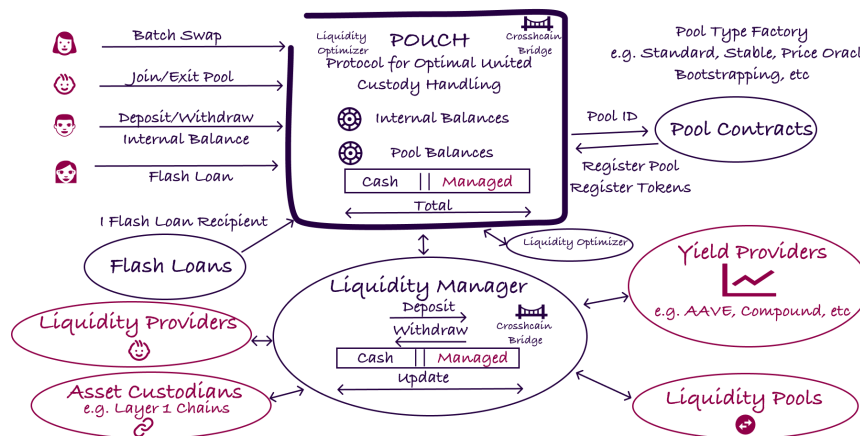 Batch Swap
Join/Exit Pool
Deposit/Withdraw
Internal Balance
Flash Loan
1 Flash Loan Recipient
Flash Loans
Liquidity
Optimizer
POUCH
Crosshcain
Bridge
Protocol for Optimal United
Custody Handling
Internal Balances
Pool Balances
Cash || Managed
Total
Pool Type Factory
e.g. Standard, Stable, Price Oracl
Bootstrapping, etc
Pool ID
Pool Contracts
Register Pool
Register Tokens
Liquidity Optimizer
Liquidity Manager
Deposit
Withdraw
Crosshcain
Bridge
Cash || Managed
Update
Yield Providers
e.g. AAVE, Compound, etc
Liquidity Providers
Asset Custodians
e.g. Layer 1 Chains
Liquidity Pools